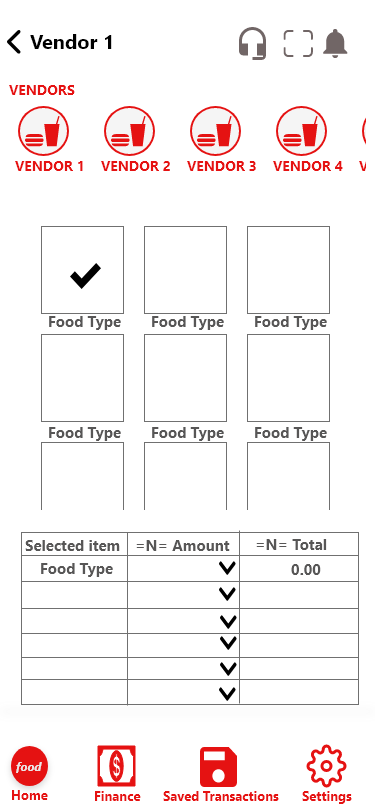 Vendor 1
VENDORS
VENDOR 1 VENDOR 2 VENDOR 3 VENDOR 4 V
Food Type Food Type Food Type
Food Type Food Type Food Type
Selected item =N= Amount =N= Total
Food Type 0.00
food
Home Finance Saved Transactions Settings